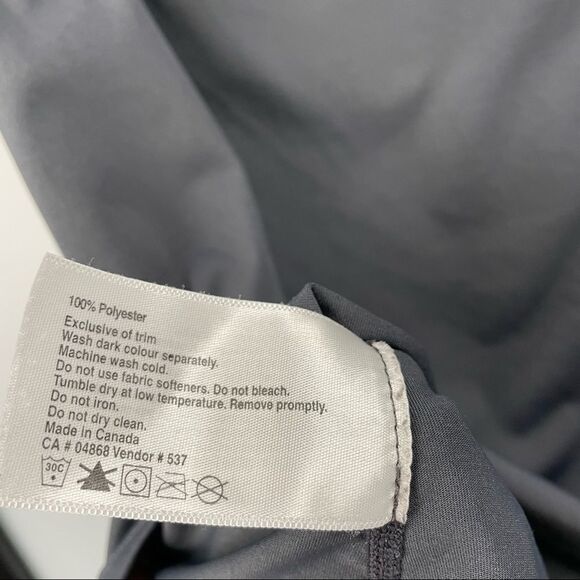 100% Polyester
Exclusive of trim
Wash dark colour separately.
Machine wash cold.
Do not use fabric softeners. Do not bleach.
Tumble dry at low temperature. Remove promptly.
Do not iron.
Do not dry clean.
Made in Canada
CA # 04868 Vendor # 537
30C